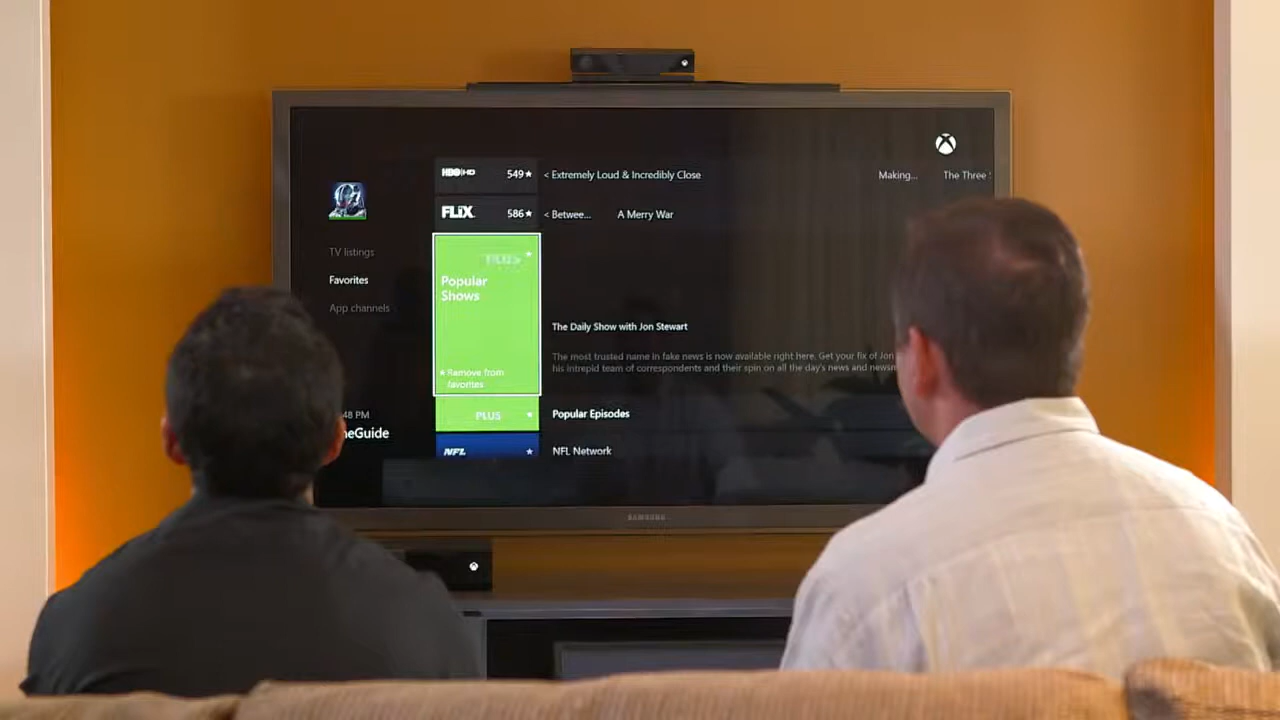 HBO HD 549★ < Extremely Loud & Incredibly Close Making... The Three
FLiX 586★ < Betwee... A Merry War
TV listings
Favorites
App channels
PLUS ★
Popular
Shows
The Daily Show with Jon Stewart
The most trusted name in fake news is now available right here. Get your fix of Jon
his intrepid team of correspondents and their spin on all the day's news and newsm
★ Remove from
favorites
48 PM
neGuide
PLUS Popular Episodes
NFL ★ NFL Network
SAMSUNG